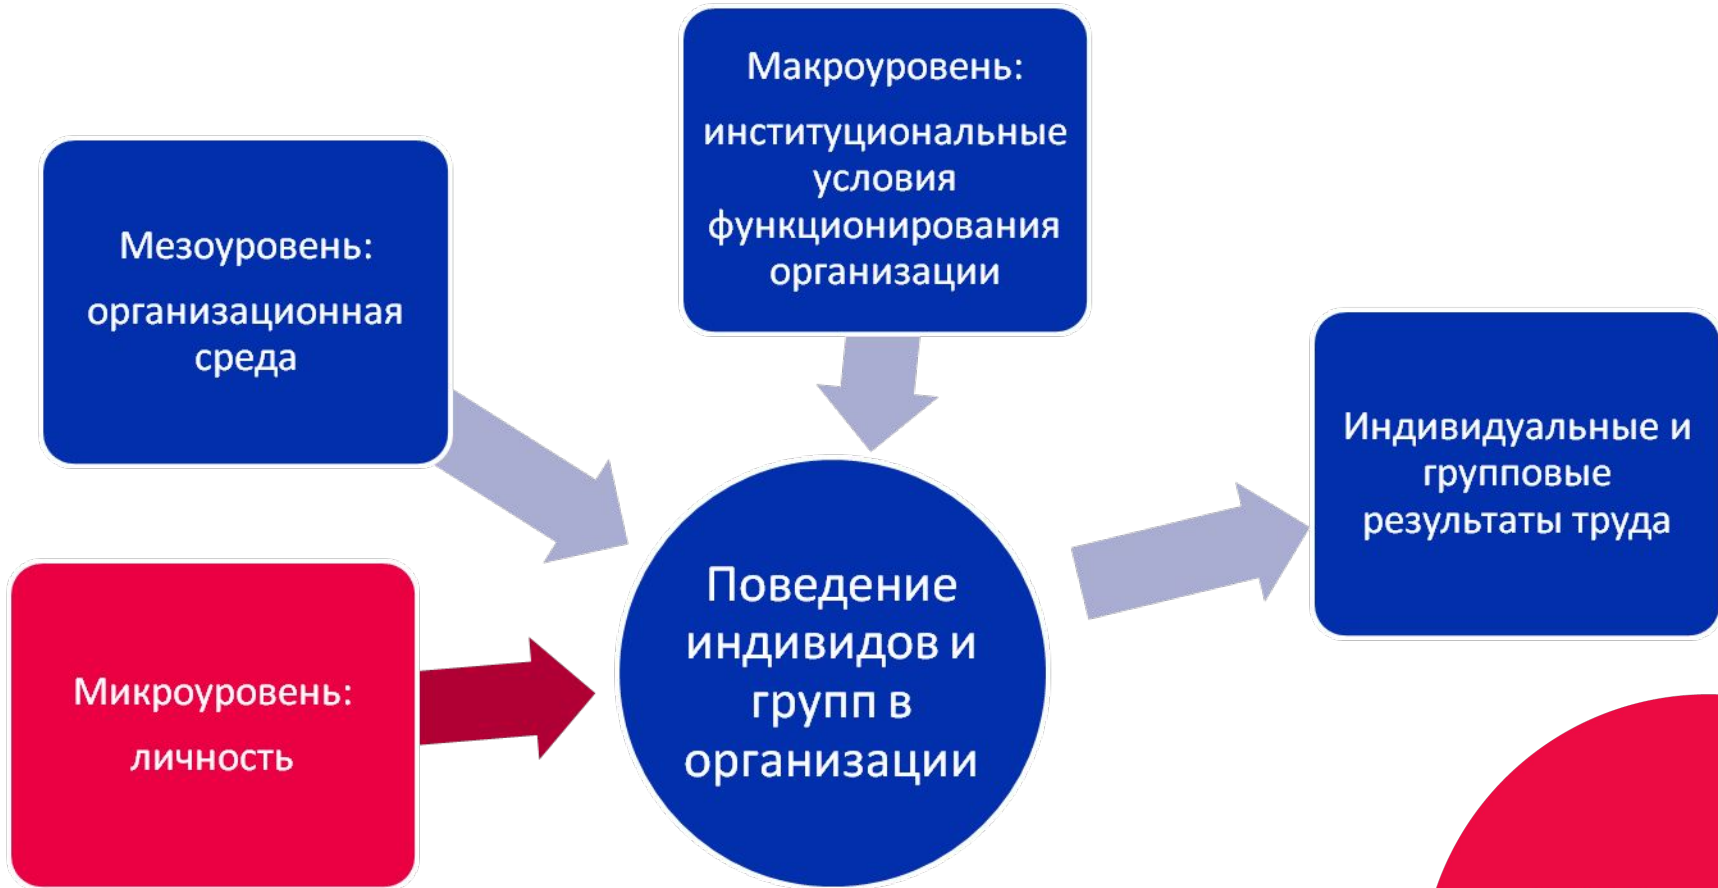 Макроуровень:
институциональные
условия
функционирования
организации
Мезоуровень:
организационная
среда
Индивидуальные и
групповые
результаты труда
Микроуровень:
личность
Поведение
индивидов и
групп в
организации